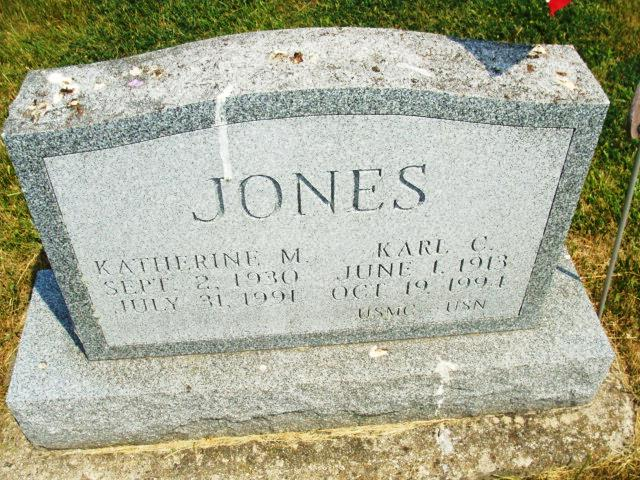 JONES
KATHERINE M.
SEPT. 2, 1930
JULY 31, 1991
KARL C.
JUNE 1, 1913
OCT. 19, 1994
USMC USN